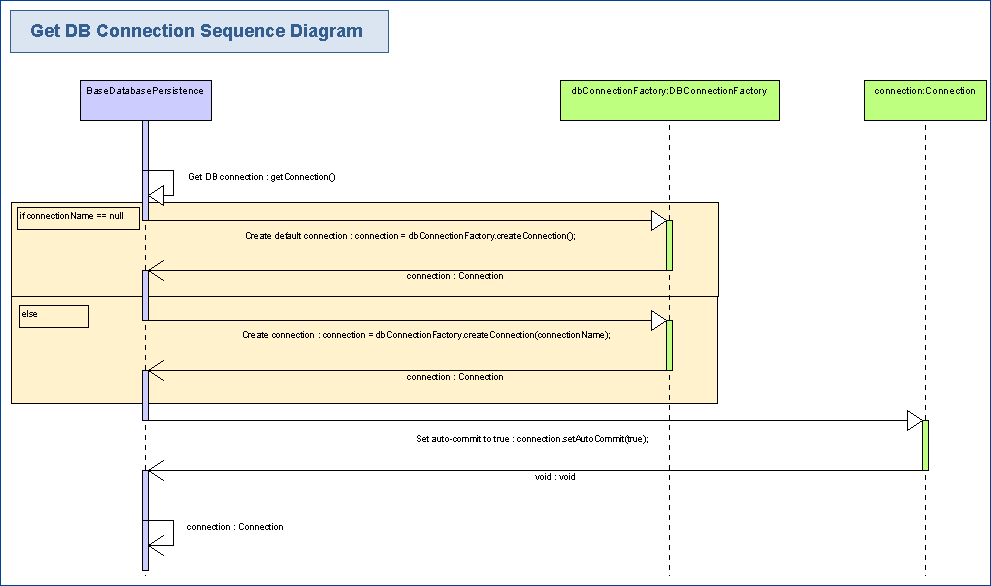 Get DB Connection Sequence Diagram
BaseDatabasePersistence
dbConnectionFactory:DBConnectionFactory
connection:Connection
Get DB connection : getConnection()
if connectionName == null
Create default connection : connection = dbConnectionFactory.createConnection();
connection : Connection
else
Create connection : connection = dbConnectionFactory.createConnection(connectionName);
connection : Connection
Set auto-commit to true : connection.setAutoCommit(true);
void : void
connection : Connection